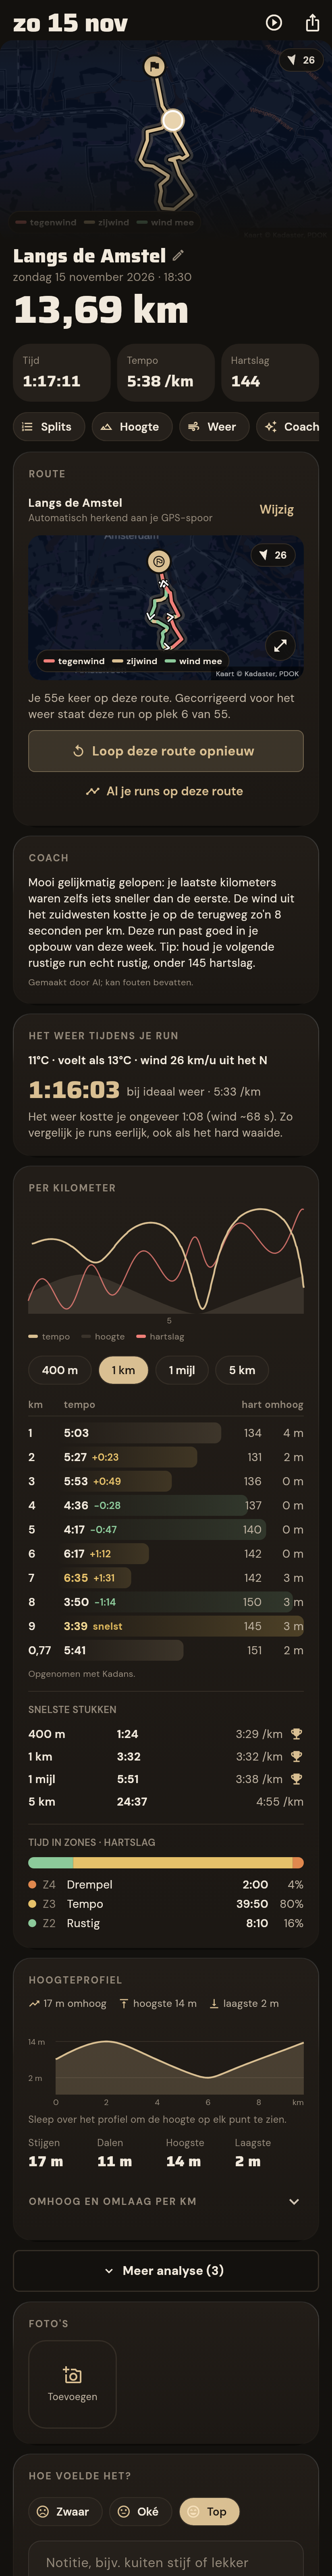 zo 15 nov
26
tegenwind zijwind wind mee
Kaart © Kadaster, PDOK
Langs de Amstel
zondag 15 november 2026 · 18:30
13,69 km
Tijd Tempo Hartslag
1:17:11 5:38 /km 144
Splits Hoogte Weer Coach
ROUTE
Langs de Amstel
Automatisch herkend aan je GPS-spoor
Wijzig
Amsterdam
26
tegenwind zijwind wind mee
Kaart © Kadaster, PDOK
Je 55e keer op deze route. Gecorrigeerd voor het
weer staat deze run op plek 6 van 55.
Loop deze route opnieuw
Al je runs op deze route
COACH
Mooi gelijkmatig gelopen: je laatste kilometers
waren zelfs iets sneller dan de eerste. De wind uit
het zuidwesten kostte je op de terugweg zo'n 8
seconden per km. Deze run past goed in je
opbouw van deze week. Tip: houd je volgende
rustige run echt rustig, onder 145 hartslag.
Gemaakt door AI; kan fouten bevatten.
HET WEER TIJDENS JE RUN
11°C · voelt als 13°C · wind 26 km/u uit het N
1:16:03 bij ideaal weer · 5:33 /km
Het weer kostte je ongeveer 1:08 (wind ~68 s). Zo
vergelijk je runs eerlijk, ook als het hard waaide.
PER KILOMETER
5
tempo hoogte hartslag
400 m 1 km 1 mijl 5 km
km tempo hart omhoog
1 5:03 134 4 m
2 5:27 +0:23 131 2 m
3 5:53 +0:49 136 0 m
4 4:36 -0:28 137 0 m
5 4:17 -0:47 140 0 m
6 6:17 +1:12 142 0 m
7 6:35 +1:31 142 3 m
8 3:50 -1:14 150 3 m
9 3:39 snelst 145 3 m
0,77 5:41 151 2 m
Opgenomen met Kadans.
SNELSTE STUKKEN
400 m 1:24 3:29 /km
1 km 3:32 3:32 /km
1 mijl 5:51 3:38 /km
5 km 24:37 4:55 /km
TIJD IN ZONES · HARTSLAG
Z4 Drempel 2:00 4%
Z3 Tempo 39:50 80%
Z2 Rustig 8:10 16%
HOOGTEPROFIEL
17 m omhoog hoogste 14 m laagste 2 m
14 m
2 m
0 2 4 6 8 km
Sleep over het profiel om de hoogte op elk punt te zien.
Stijgen Dalen Hoogste Laagste
17 m 11 m 14 m 2 m
OMHOOG EN OMLAAG PER KM
Meer analyse (3)
FOTO'S
Toevoegen
HOE VOELDE HET?
Zwaar Oké Top
Notitie, bijv. kuiten stijf of lekker